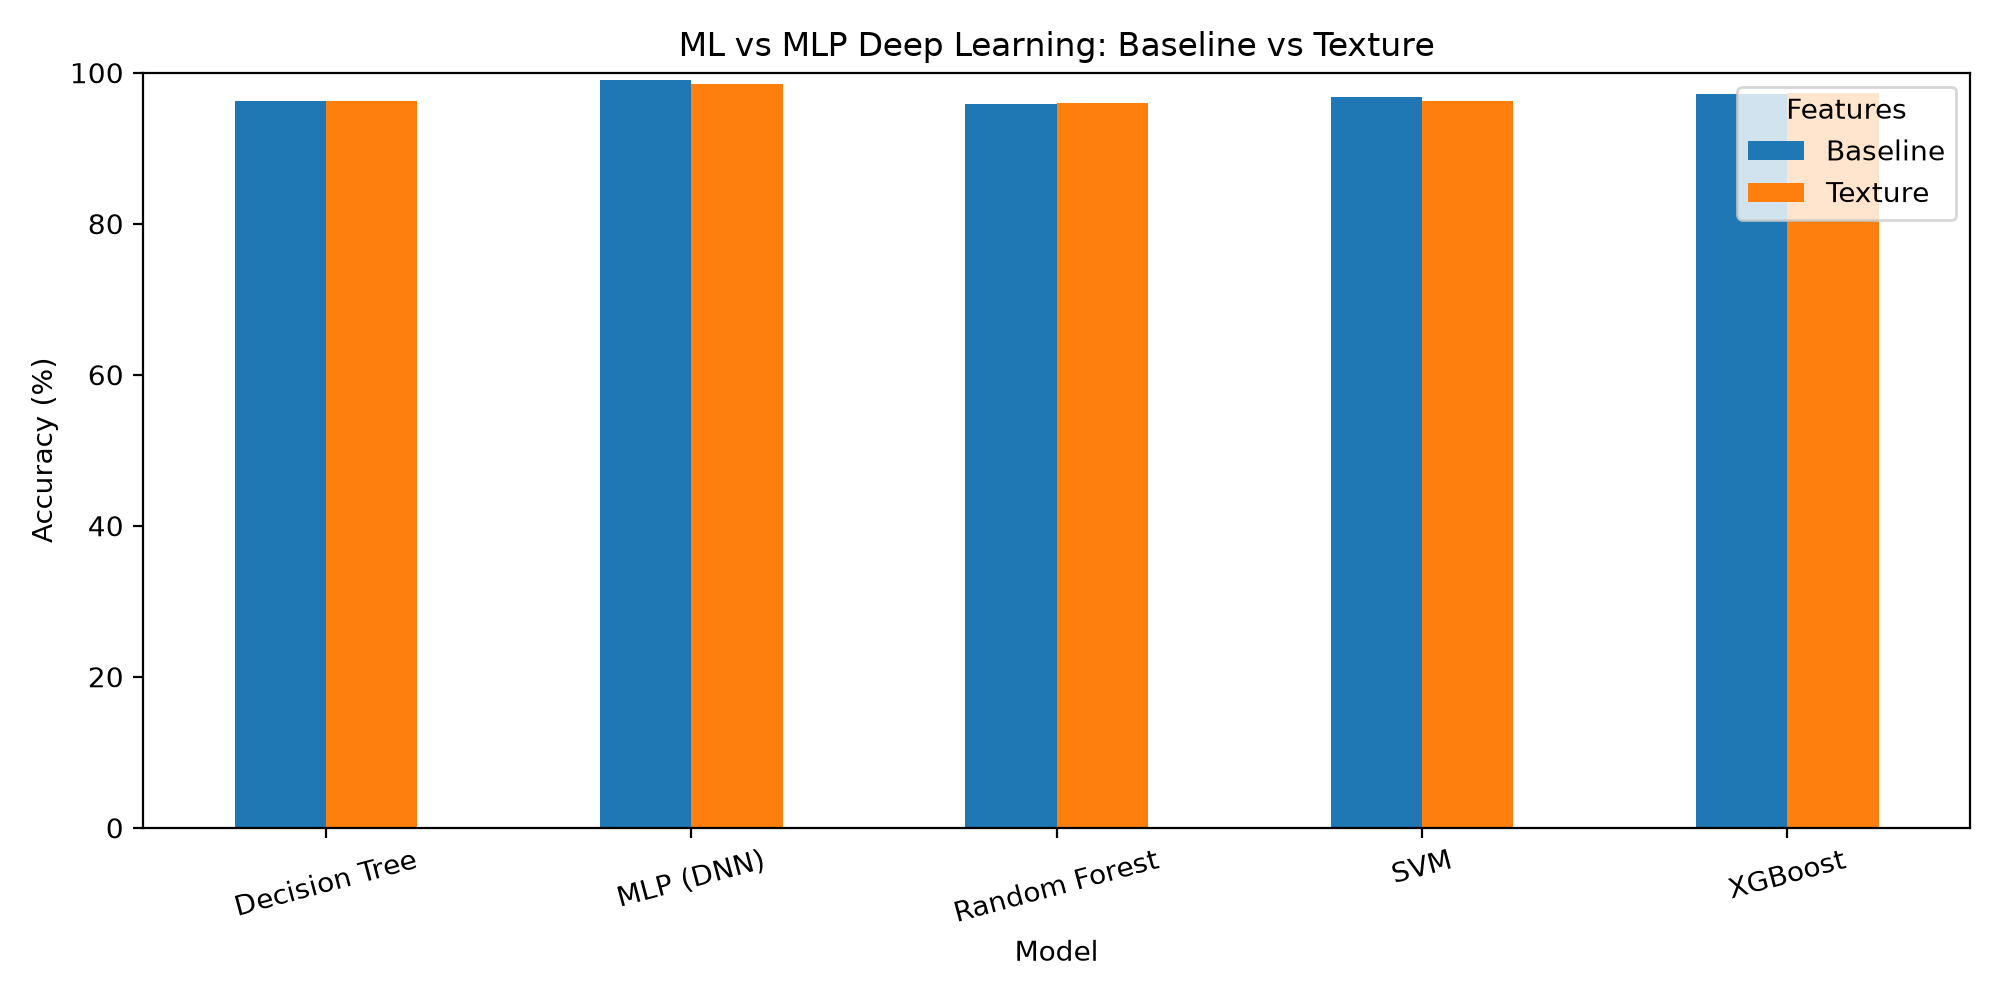 ML vs MLP Deep Learning: Baseline vs Texture
100
80
60
40
20
0
Accuracy (%)
Features
Baseline
Texture
Decision Tree
MLP (DNN)
Random Forest
SVM
XGBoost
Model